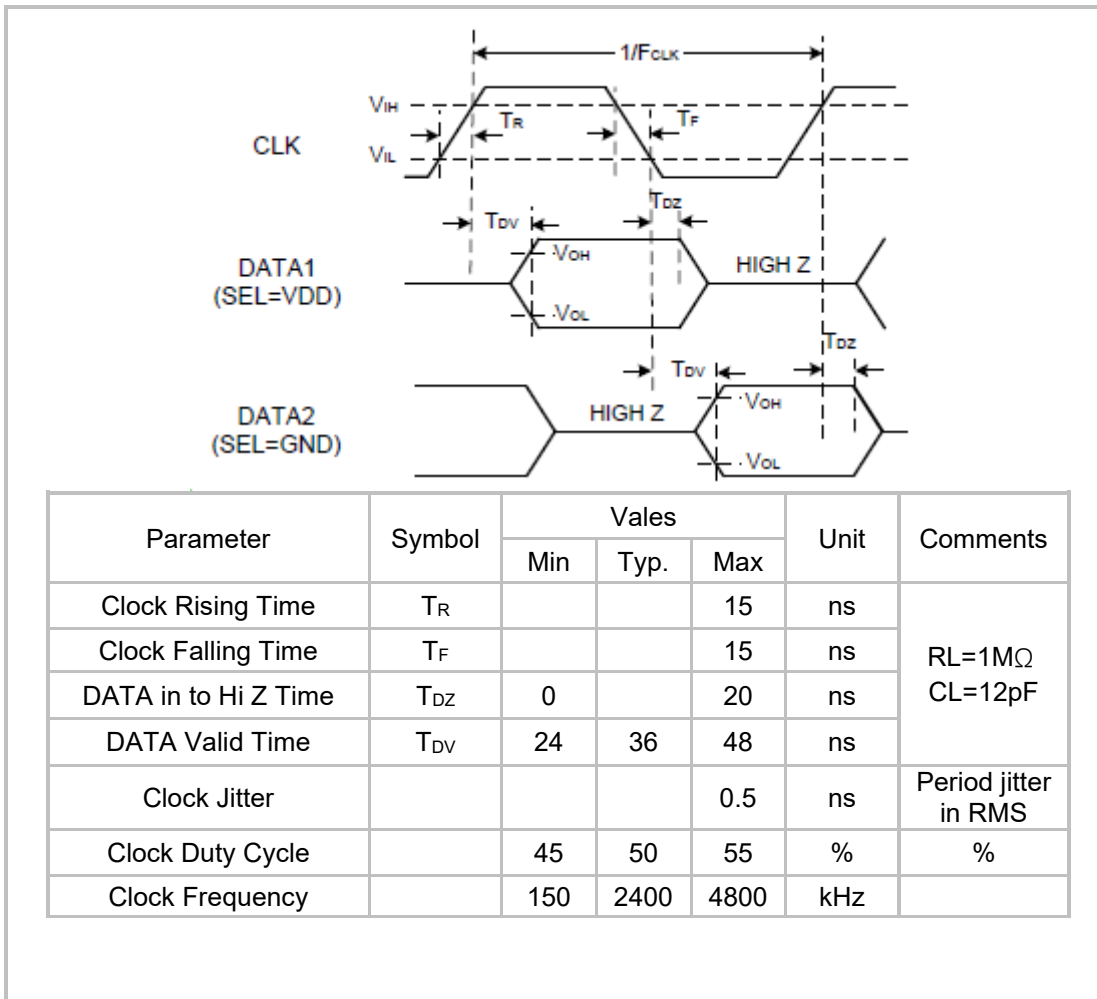 1/FCLK
VIH
TR
TF
CLK
VIL
TDV
TDZ
VOH
DATA1
(SEL=VDD)
HIGH Z
VOL
TDZ
TDV
DATA2
(SEL=GND)
HIGH Z
VOH
VOL
Parameter Symbol Vales Unit Comments
Min Typ. Max
Clock Rising Time TR 15 ns
Clock Falling Time TF 15 ns
RL=1MΩ
CL=12pF
DATA in to Hi Z Time TDZ 0 20 ns
DATA Valid Time TDV 24 36 48 ns
Clock Jitter 0.5 ns Period jitter
in RMS
Clock Duty Cycle 45 50 55 % %
Clock Frequency 150 2400 4800 kHz